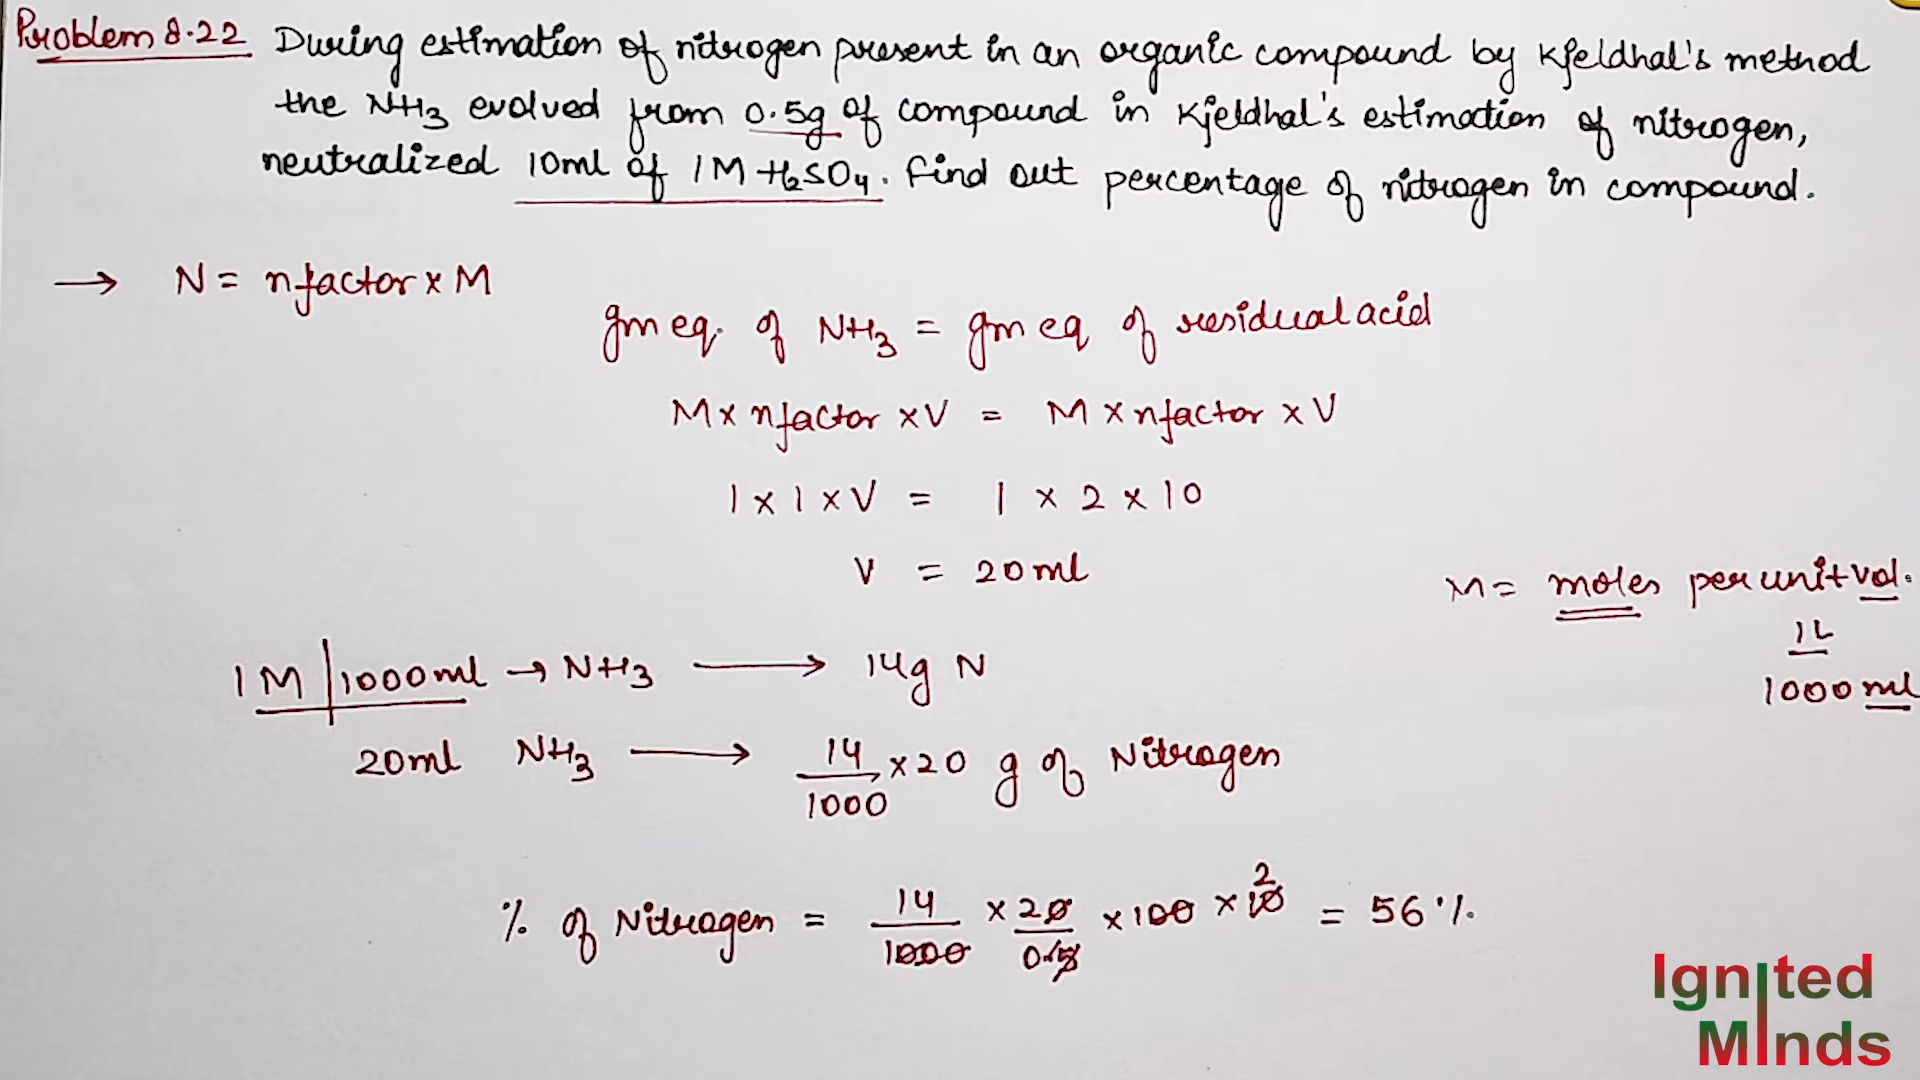 Problem 8.22 During estimation of nitrogen present in an organic compound by Kjeldhal's method
the NH3 evolved from 0.5g of compound in Kjeldhal's estimation of nitrogen,
neutralized 10ml of 1M H2SO4. Find out percentage of nitrogen in compound.
→ N = nfactor x M
gm eq. of NH3 = gm eq of residual acid
M x nfactor x V = M x nfactor x V
1 x 1 x V = 1 x 2 x 10
V = 20ml
M = moles per unit vol.
1L
1000 ml
1M | 1000ml → NH3 → 14g N
20ml NH3 → 14/1000 x 20 g of Nitrogen
% of Nitrogen = 14/1000 x 20/0.5 x 100 x 10 2 = 56%
Ignited
Minds